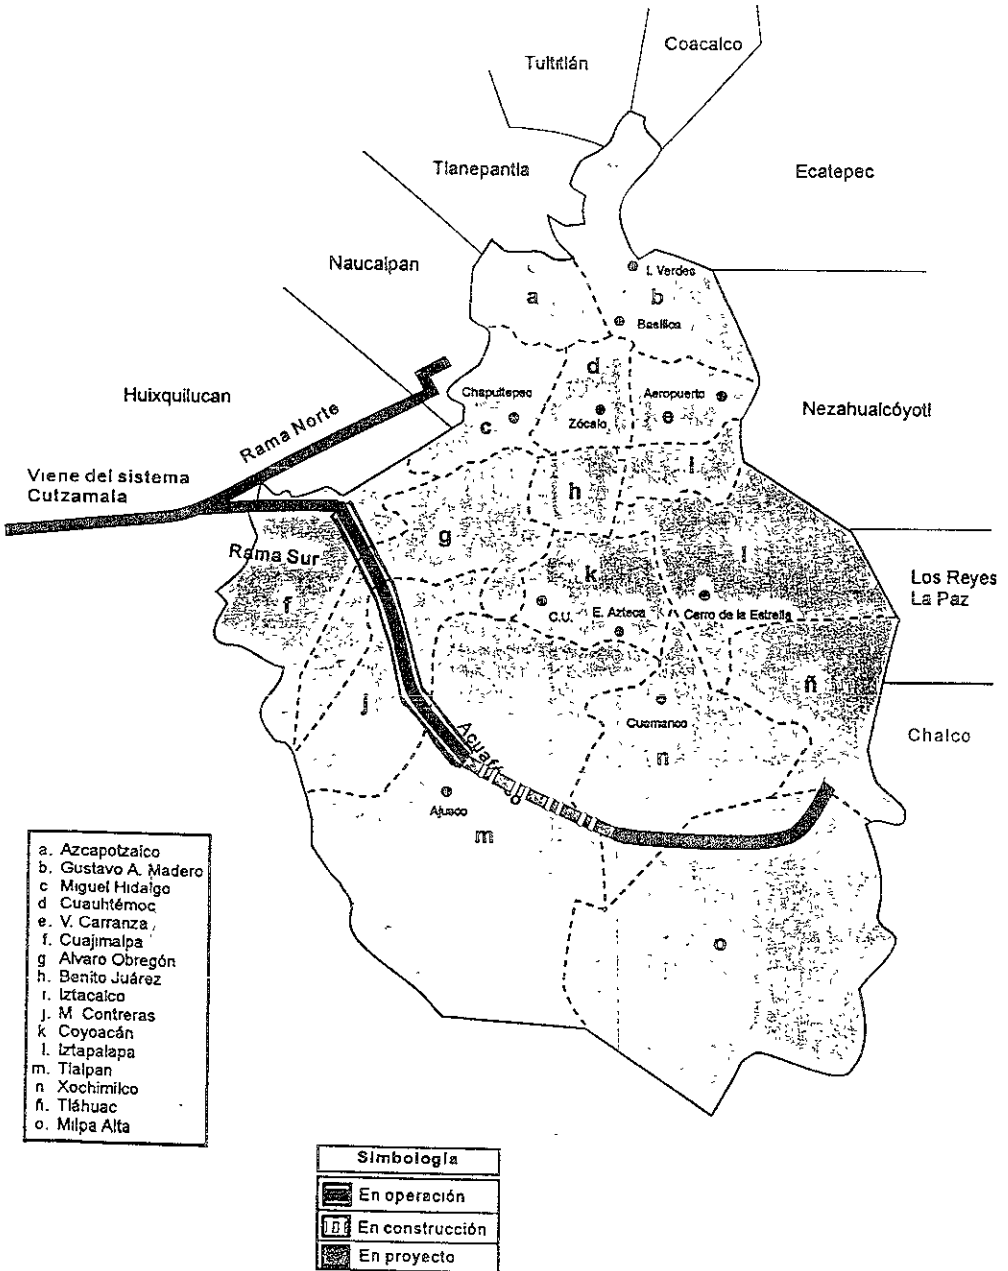 Coacalco
Tultitlán
Tlanepantla
Ecatepec
Naucalpan
I. Verdes
a
b
Basílica
Huixquilucan
d
Chapultepec
Aeropuerto
Nezahualcóyotl
Rama Norte
c
Zócalo
e
Viene del sistema
Cutzamala
h
g
Rama Sur
k
l
Los Reyes
La Paz
f
C.U.
E. Azteca
Cerro de la Estrella
ñ
j
Cuemanco
Chalco
n
Ajusco
m
o
a. Azcapotzalco
b. Gustavo A. Madero
c Miguel Hidalgo
d Cuauhtémoc
e. V. Carranza
f. Cuajimalpa
g Alvaro Obregón
h. Benito Juárez
i. Iztacalco
j. M Contreras
k Coyoacán
l. Iztapalapa
m. Tlalpan
n Xochimilco
ñ. Tláhuac
o. Milpa Alta
Simbología
En operación
En construcción
En proyecto